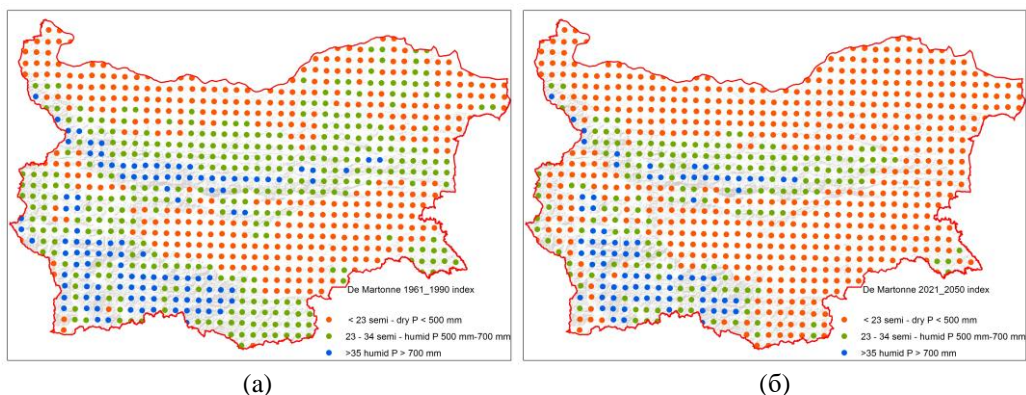 De Martonne 1961_1990 index
< 23 semi - dry P < 500 mm
23 - 34 semi - humid P 500 mm-700 mm
>35 humid P > 700 mm
De Martonne 2021_2050 index
< 23 semi - dry P < 500 mm
23 - 34 semi - humid P 500 mm-700 mm
>35 humid P > 700 mm
(а)
(б)